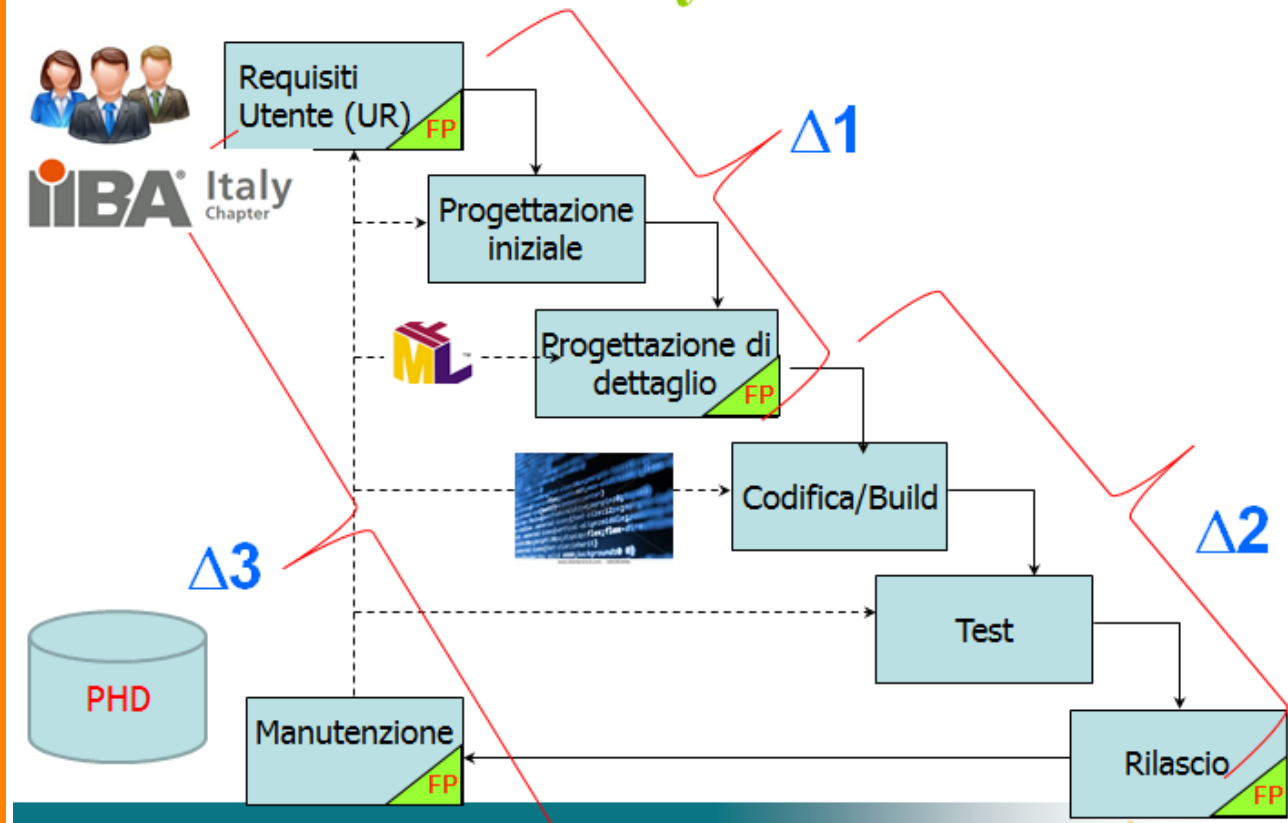 Requisiti
Utente (UR)
FP
Δ1
iiBA® Italy
Chapter
Progettazione
iniziale
Progettazione di
dettaglio
FP
Codifica/Build
Δ2
Δ3
Test
PHD
Manutenzione
FP
Rilascio
FP